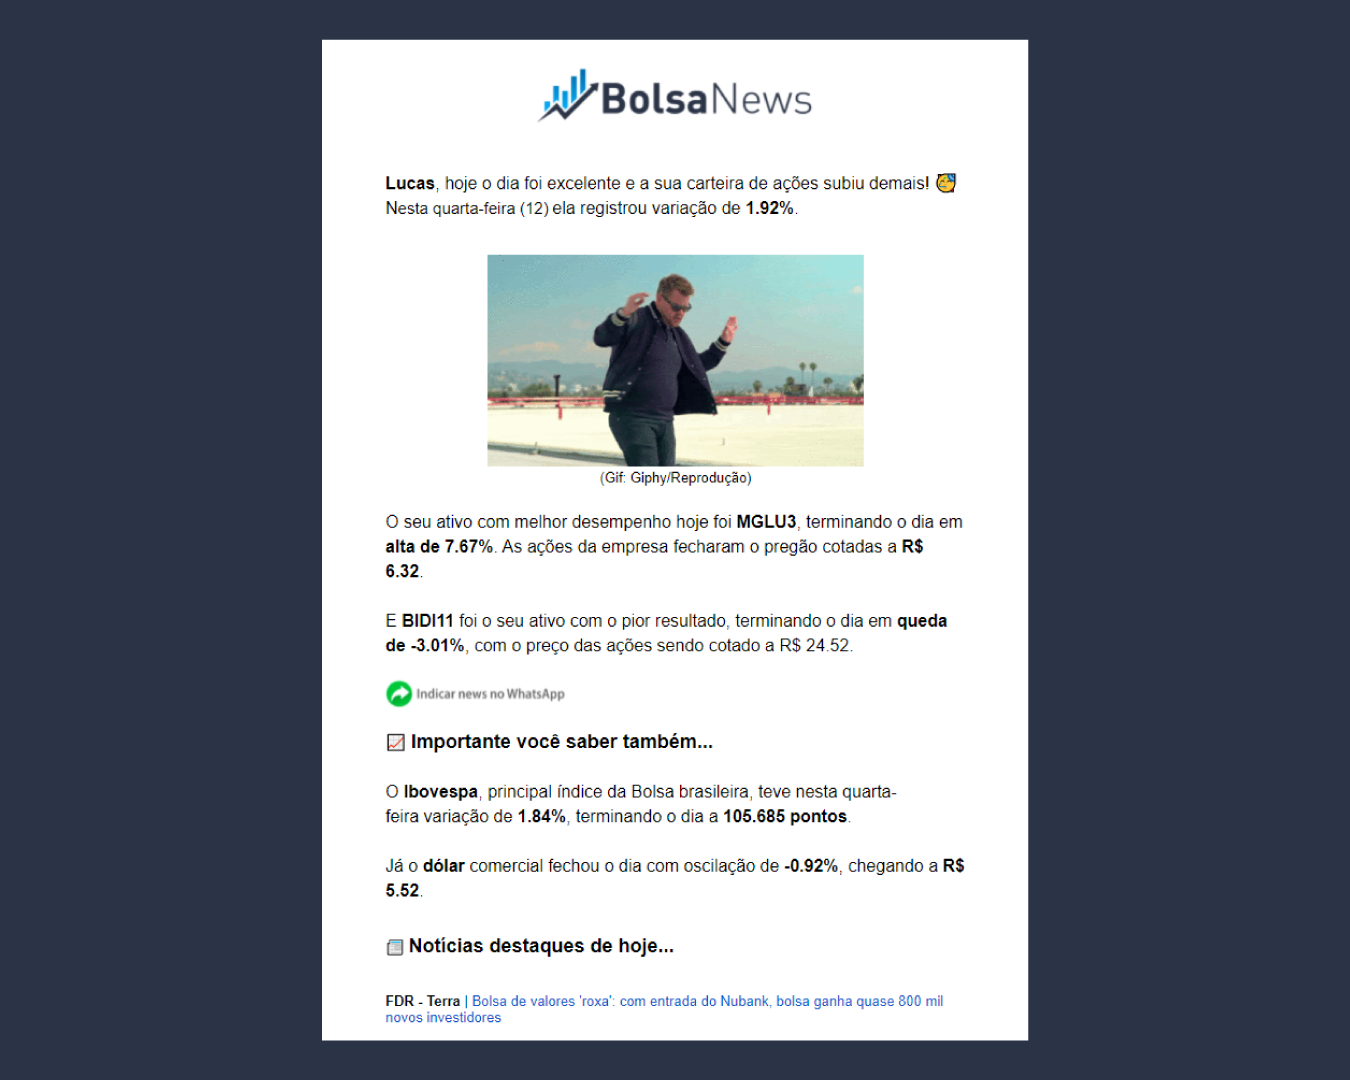 BolsaNews
Lucas, hoje o dia foi excelente e a sua carteira de ações subiu demais! 🥳
Nesta quarta-feira (12) ela registrou variação de 1.92%.
(Gif: Giphy/Reprodução)
O seu ativo com melhor desempenho hoje foi MGLU3, terminando o dia em
alta de 7.67%. As ações da empresa fecharam o pregão cotadas a R$
6.32.
E BIDI11 foi o seu ativo com o pior resultado, terminando o dia em queda
de -3.01%, com o preço das ações sendo cotado a R$ 24.52.
Indicar news no WhatsApp
📈 Importante você saber também...
O Ibovespa, principal índice da Bolsa brasileira, teve nesta quarta-
feira variação de 1.84%, terminando o dia a 105.685 pontos.
Já o dólar comercial fechou o dia com oscilação de -0.92%, chegando a R$
5.52.
📰 Notícias destaques de hoje...
FDR - Terra | Bolsa de valores 'roxa': com entrada do Nubank, bolsa ganha quase 800 mil
novos investidores